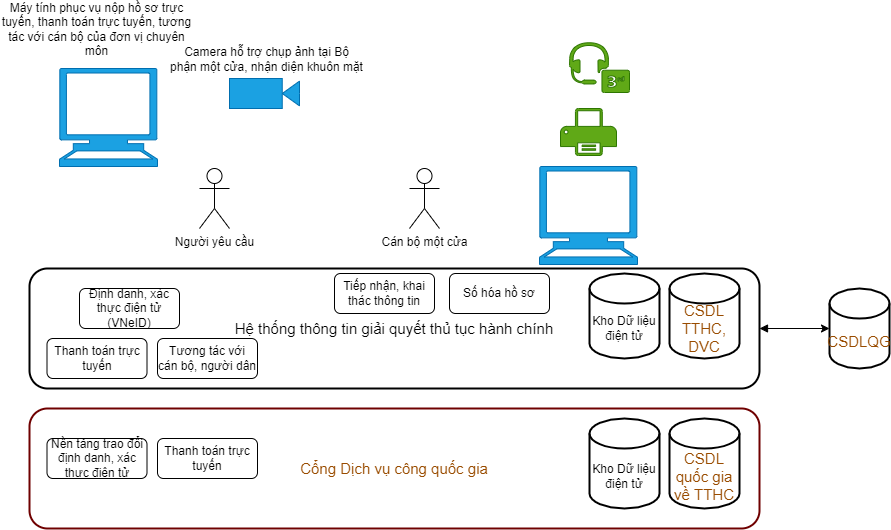 Máy tính phục vụ nộp hồ sơ trực
tuyến, thanh toán trực tuyến, tương
tác với cán bộ của đơn vị chuyên
môn
Camera hỗ trợ chụp ảnh tại Bộ
phận một cửa, nhận diện khuôn mặt
3
Người yêu cầu
Cán bộ một cửa
Định danh, xác
thực điện tử
(VNeID)
Tiếp nhận, khai
thác thông tin
Số hóa hồ sơ
Hệ thống thông tin giải quyết thủ tục hành chính
Thanh toán trực
tuyến
Tương tác với
cán bộ, người dân
Kho Dữ liệu
điện tử
CSDL
TTHC,
DVC
CSDLQG
Nền tảng trao đổi
định danh, xác
thực điện tử
Thanh toán trực
tuyến
Cổng Dịch vụ công quốc gia
Kho Dữ liệu
điện tử
CSDL
quốc gia
về TTHC